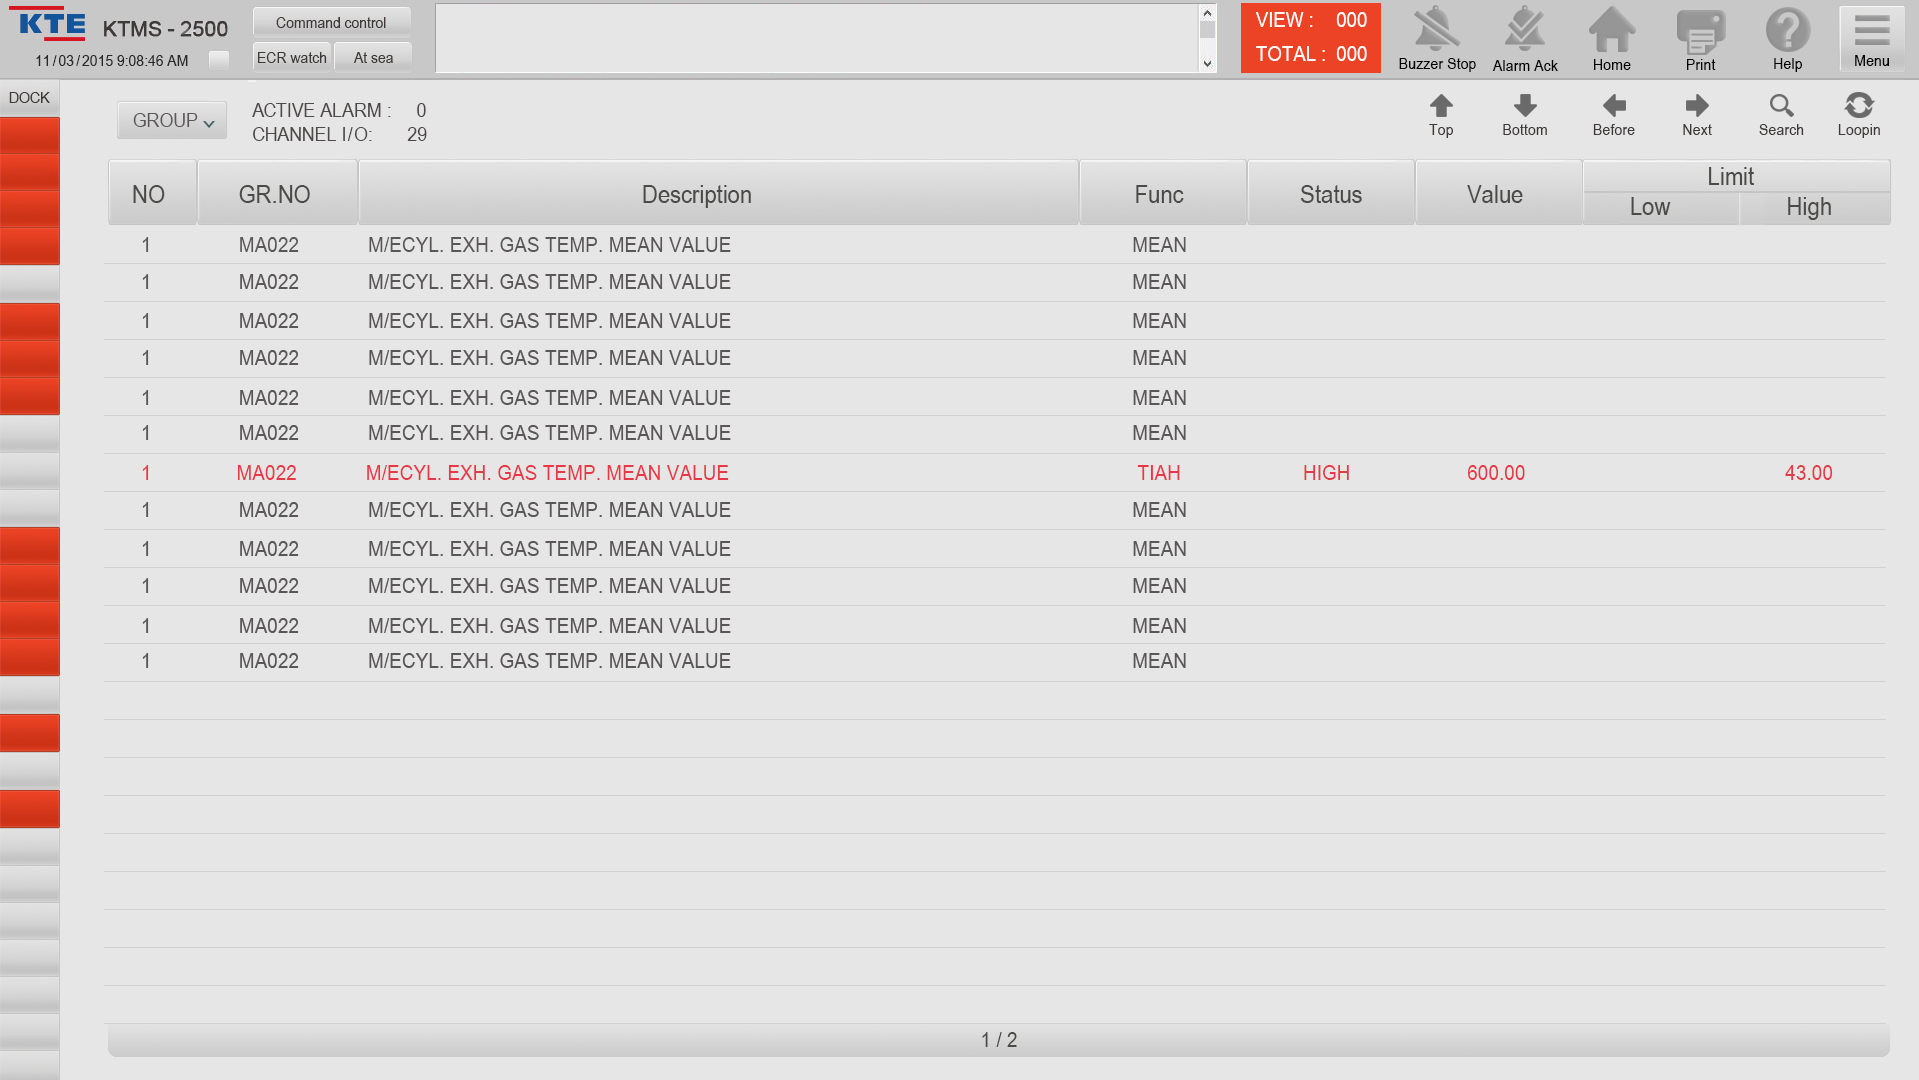 KTE KTMS - 2500
11/03/2015 9:08:46 AM
Command control
ECR watch At sea
VIEW : 000
TOTAL : 000
Buzzer Stop Alarm Ack Home Print Help Menu
DOCK
GROUP
ACTIVE ALARM : 0
CHANNEL I/O: 29
Top Bottom Before Next Search Loopin
NO GR.NO Description Func Status Value Limit
Low High
1 MA022 M/ECYL. EXH. GAS TEMP. MEAN VALUE MEAN
1 MA022 M/ECYL. EXH. GAS TEMP. MEAN VALUE MEAN
1 MA022 M/ECYL. EXH. GAS TEMP. MEAN VALUE MEAN
1 MA022 M/ECYL. EXH. GAS TEMP. MEAN VALUE MEAN
1 MA022 M/ECYL. EXH. GAS TEMP. MEAN VALUE MEAN
1 MA022 M/ECYL. EXH. GAS TEMP. MEAN VALUE MEAN
1 MA022 M/ECYL. EXH. GAS TEMP. MEAN VALUE TIAH HIGH 600.00 43.00
1 MA022 M/ECYL. EXH. GAS TEMP. MEAN VALUE MEAN
1 MA022 M/ECYL. EXH. GAS TEMP. MEAN VALUE MEAN
1 MA022 M/ECYL. EXH. GAS TEMP. MEAN VALUE MEAN
1 MA022 M/ECYL. EXH. GAS TEMP. MEAN VALUE MEAN
1 MA022 M/ECYL. EXH. GAS TEMP. MEAN VALUE MEAN
1 / 2